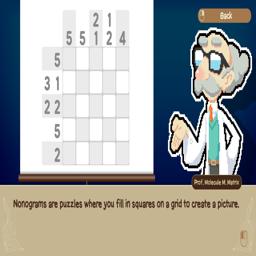 Back
2 1
5 5 1 2 4
5
3 1
2 2
5
2
Prof. Molecule M. Matrix
Nonograms are puzzles where you fill in squares on a grid to create a picture.